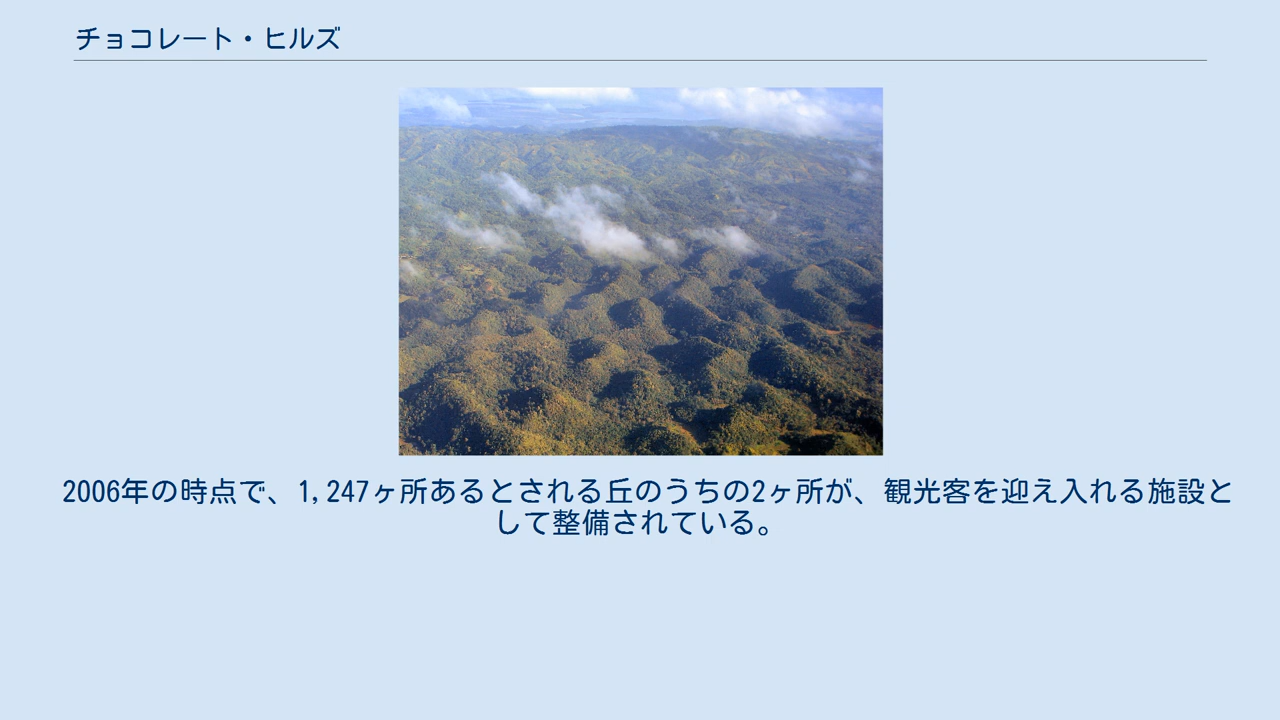 チョコレート・ヒルズ
2006年の時点で、1,247ヶ所あるとされる丘のうちの2ヶ所が、観光客を迎え入れる施設と
して整備されている。